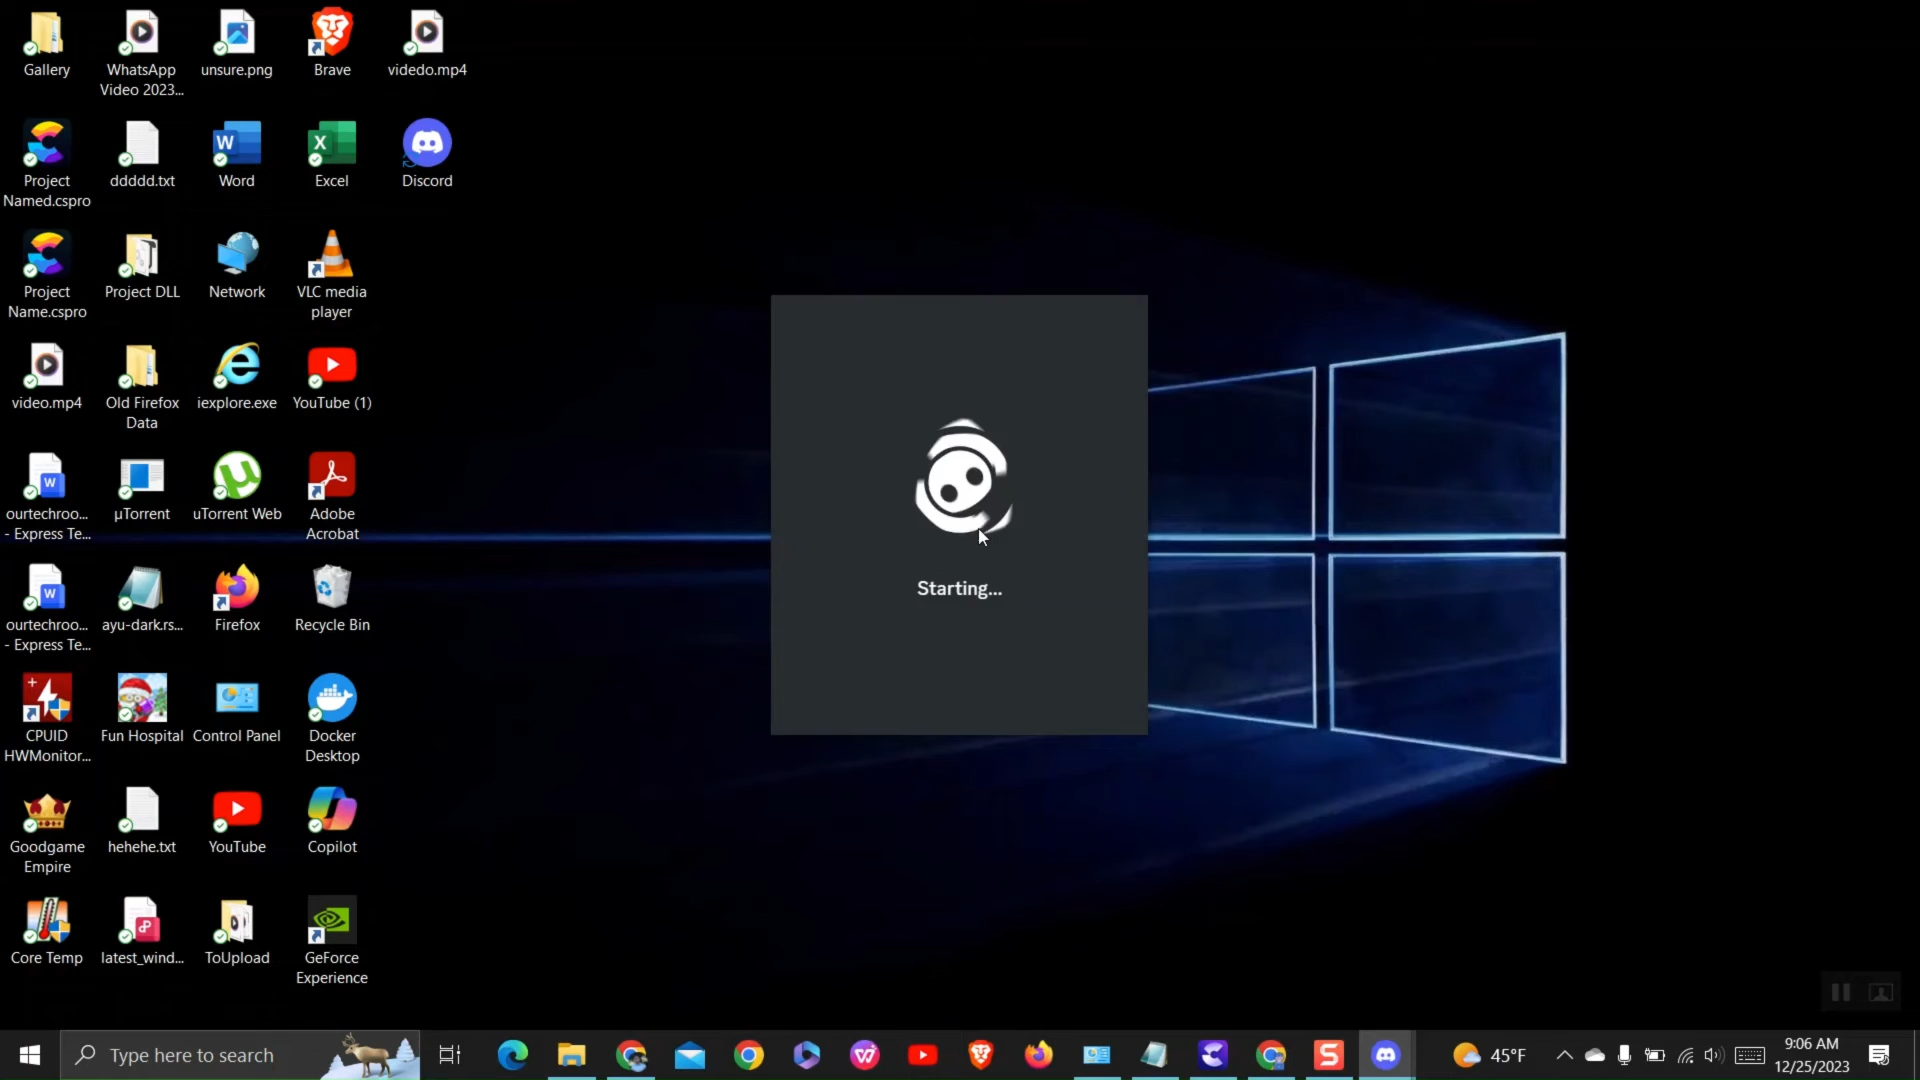 Gallery
WhatsApp
Video 2023...
unsure.png
Brave
videdo.mp4
Project
Named.cspro
ddddd.txt
Word
Excel
Discord
Project
Name.cspro
Project DLL
Network
VLC media
player
video.mp4
Old Firefox
Data
iexplore.exe
YouTube (1)
ourtechroo...
- Express Te...
µTorrent
uTorrent Web
Adobe
Acrobat
Starting...
ourtechroo...
- Express Te...
ayu-dark.rs...
Firefox
Recycle Bin
CPUID
HWMonitor...
Fun Hospital
Control Panel
Docker
Desktop
Goodgame
Empire
hehehe.txt
YouTube
Copilot
Core Temp
latest_wind...
ToUpload
GeForce
Experience
Type here to search
45°F
9:06 AM
12/25/2023